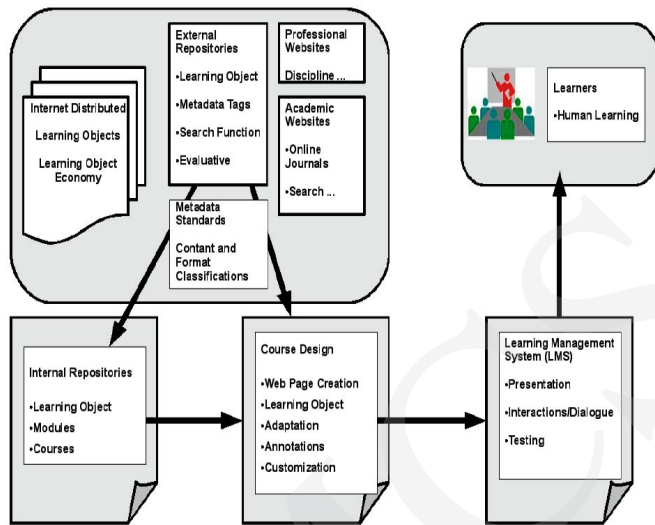 Internet Distributed
Learning Objects
Learning Object
Economy
External
Repositories
•Learning Object
•Metadata Tags
•Search Function
•Evaluative
Professional
Websites
Discipline ...
Academic
Websites
•Online
Journals
•Search ...
Metadata
Standards
Contant and
Format
Classifications
Learners
•Human Learning
Internal Repositories
•Learning Object
•Modules
•Courses
Course Design
•Web Page Creation
•Learning Object
•Adaptation
•Annotations
•Customization
Learning Management
System (LMS)
•Presentation
•Interactions/Dialogue
•Testing